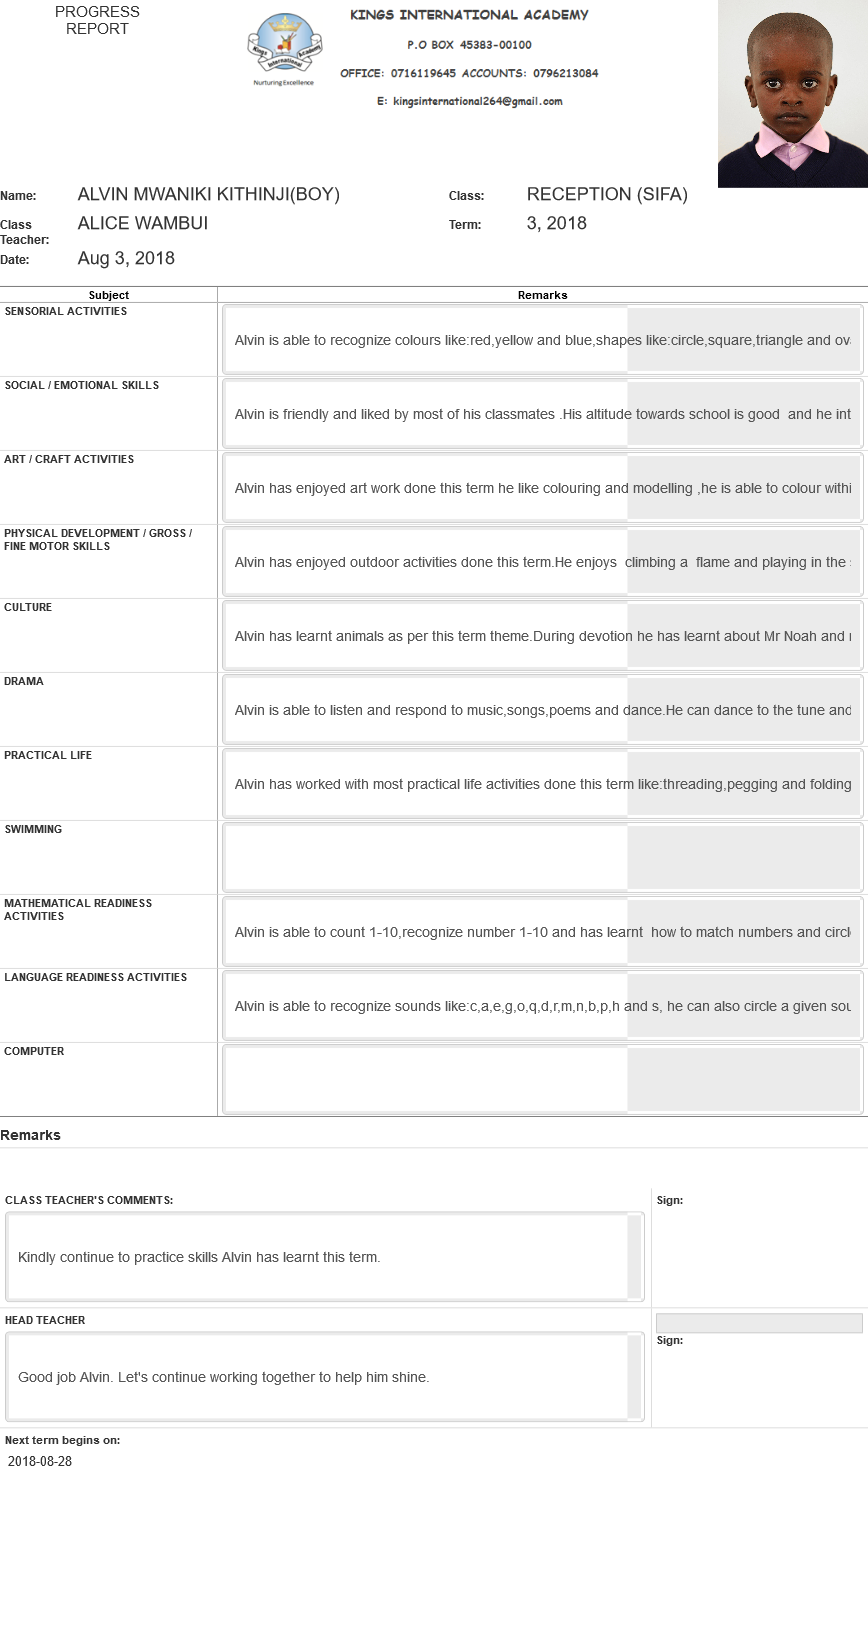 PROGRESS
REPORT
KINGS INTERNATIONAL ACADEMY
P.O BOX 45383-00100
OFFICE: 0716119645 ACCOUNTS: 0796213084
E: kingsinternational264@gmail.com
Kings Academy
International
Nurturing Excellence
Name: ALVIN MWANIKI KITHINJI(BOY) Class: RECEPTION (SIFA)
Class Teacher: ALICE WAMBUI Term: 3, 2018
Date: Aug 3, 2018
Subject Remarks
SENSORIAL ACTIVITIES
Alvin is able to recognize colours like:red,yellow and blue,shapes like:circle,square,triangle and
SOCIAL / EMOTIONAL SKILLS
Alvin is friendly and liked by most of his classmates .His altitude towards school is good and he int
ART / CRAFT ACTIVITIES
Alvin has enjoyed art work done this term he like colouring and modelling ,he is able to colour withi
PHYSICAL DEVELOPMENT / GROSS /
FINE MOTOR SKILLS
Alvin has enjoyed outdoor activities done this term.He enjoys climbing a flame and playing in the
CULTURE
Alvin has learnt animals as per this term theme.During devotion he has learnt about Mr Noah and
DRAMA
Alvin is able to listen and respond to music,songs,poems and dance.He can dance to the tune and
PRACTICAL LIFE
Alvin has worked with most practical life activities done this term like:threading,pegging and folding
SWIMMING
MATHEMATICAL READINESS
ACTIVITIES
Alvin is able to count 1-10,recognize number 1-10 and has learnt how to match numbers and circl
LANGUAGE READINESS ACTIVITIES
Alvin is able to recognize sounds like:c,a,e,g,o,q,d,r,m,n,b,p,h and s, he can also circle a given sou
COMPUTER
Remarks
CLASS TEACHER'S COMMENTS: Sign:
Kindly continue to practice skills Alvin has learnt this term.
HEAD TEACHER
Sign:
Good job Alvin. Let's continue working together to help him shine.
Next term begins on:
2018-08-28